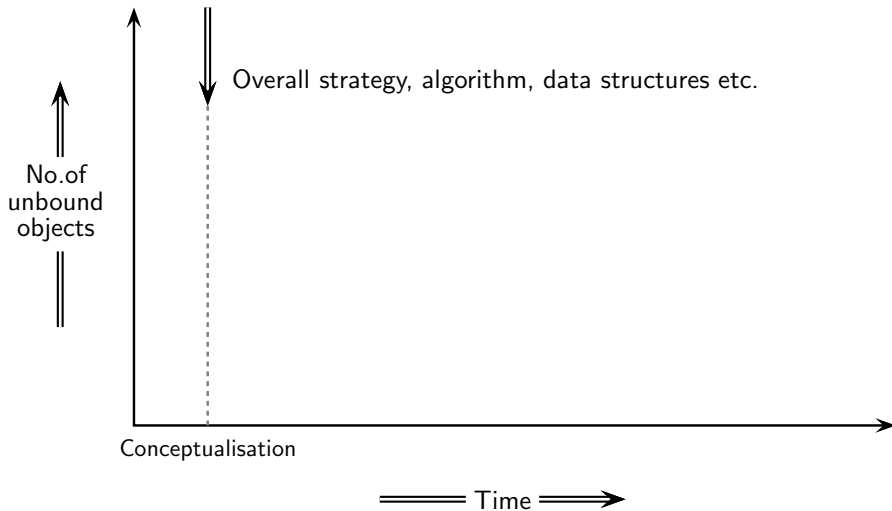 Overall strategy, algorithm, data structures etc.
No.of
unbound
objects
Conceptualisation
Time